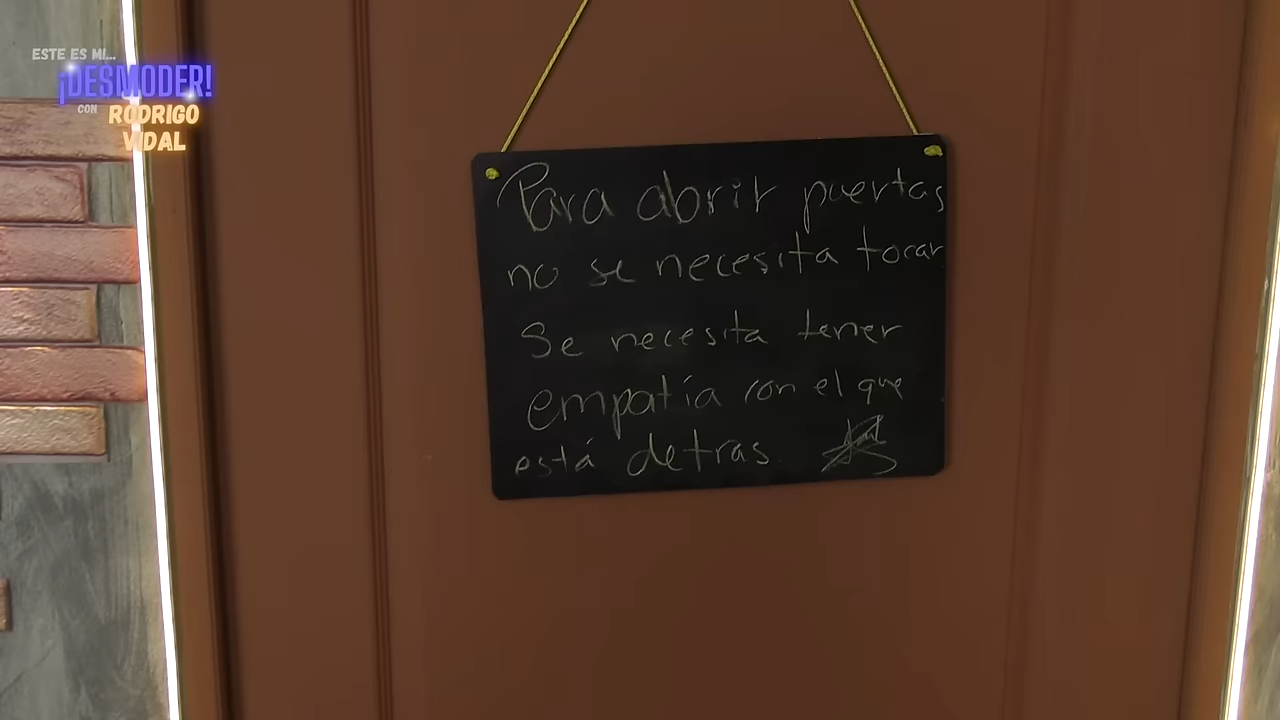 ESTE ES MI...
¡DESMODER!
CON RODRIGO
VIDAL
Para abrir puertas
no se necesita tocar
Se necesita tener
empatía con el que
está detras.